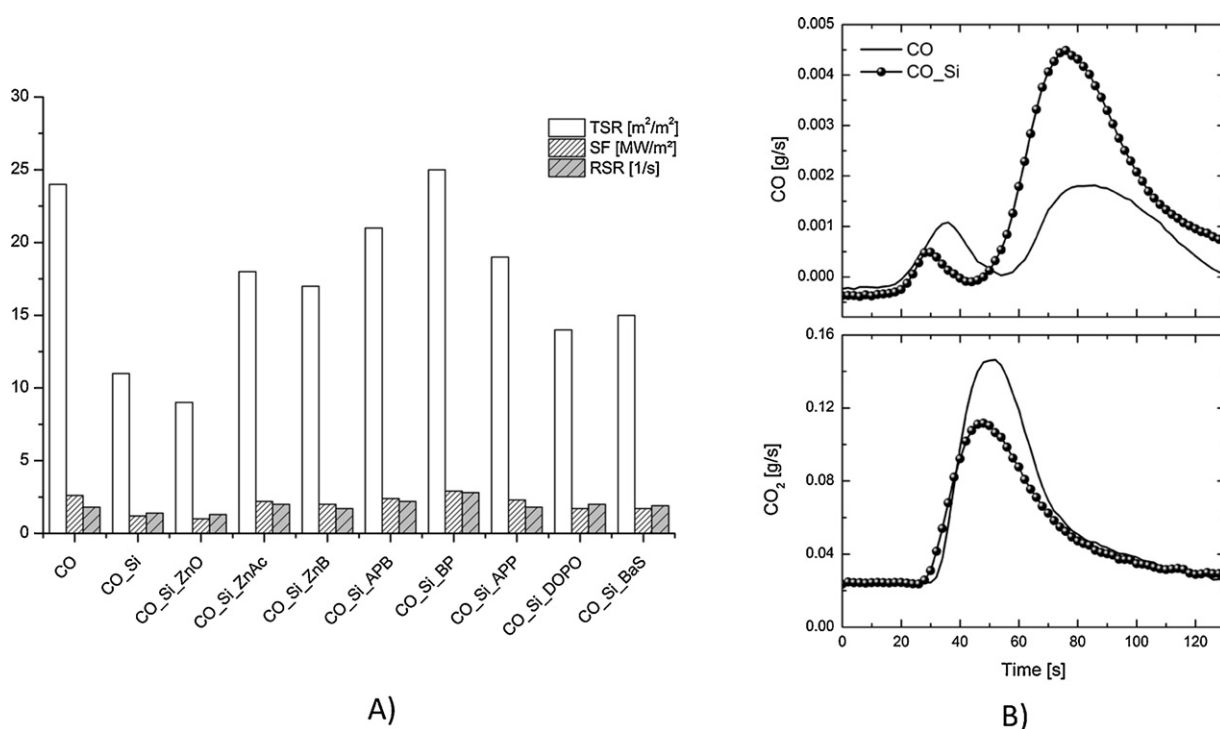 30
25
20
15
10
5
0
TSR [m²/m²]
SF [MW/m²]
RSR [1/s]
CO
CO_Si
CO_Si_ZnO
CO_Si_ZnAc
CO_Si_ZnB
CO_Si_APB
CO_Si_BP
CO_Si_APP
CO_Si_DOPO
CO_Si_BaS
A)
CO
CO_Si
CO [g/s]
0.005
0.004
0.003
0.002
0.001
0.000
CO₂ [g/s]
0.16
0.12
0.08
0.04
0.00
0 20 40 60 80 100 120
Time [s]
B)